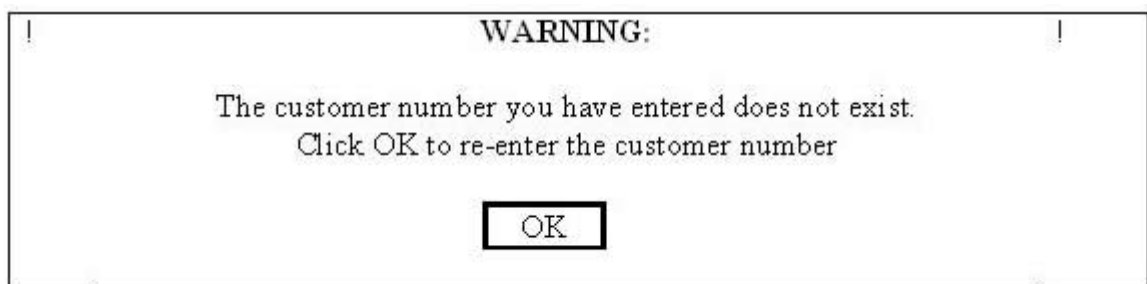 ! WARNING: !
The customer number you have entered does not exist.
Click OK to re-enter the customer number
OK